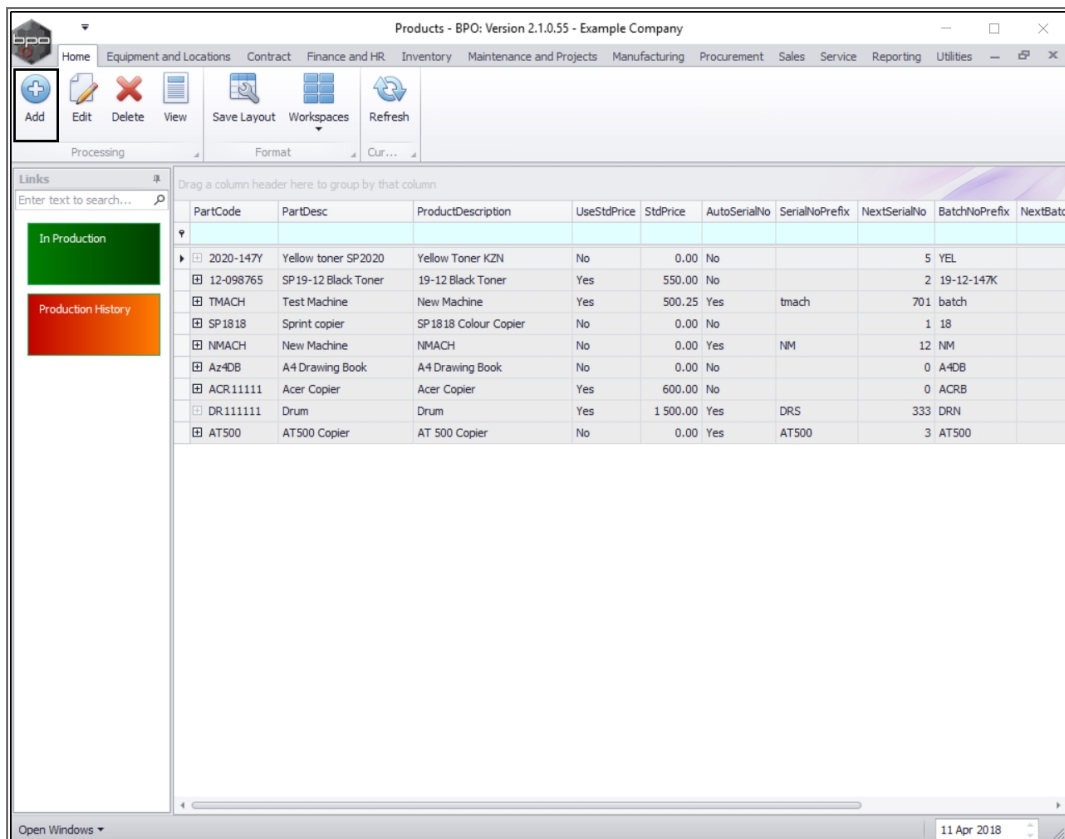 Products - BPO: Version 2.1.0.55 - Example Company
bpo
Home Equipment and Locations Contract Finance and HR Inventory Maintenance and Projects Manufacturing Procurement Sales Service Reporting Utilities
Add Edit Delete View Save Layout Workspaces Refresh
Processing Format Cur...
Links
Enter text to search...
In Production
Production History
Drag a column header here to group by that column
PartCode PartDesc ProductDescription UseStdPrice StdPrice AutoSerialNo SerialNoPrefix NextSerialNo BatchNoPrefix NextBatc
2020-147Y Yellow toner SP2020 Yellow Toner KZN No 0.00 No 5 YEL
12-098765 SP19-12 Black Toner 19-12 Black Toner Yes 550.00 No 2 19-12-147K
TMACH Test Machine New Machine Yes 500.25 Yes tmach 701 batch
SP1818 Sprint copier SP1818 Colour Copier No 0.00 No 1 18
NMACH New Machine NMACH No 0.00 Yes NM 12 NM
Az4DB A4 Drawing Book A4 Drawing Book No 0.00 No 0 A4DB
ACR11111 Acer Copier Acer Copier Yes 600.00 No 0 ACRB
DR111111 Drum Drum Yes 1 500.00 Yes DRS 333 DRN
AT500 AT500 Copier AT 500 Copier No 0.00 Yes AT500 3 AT500
Open Windows 11 Apr 2018